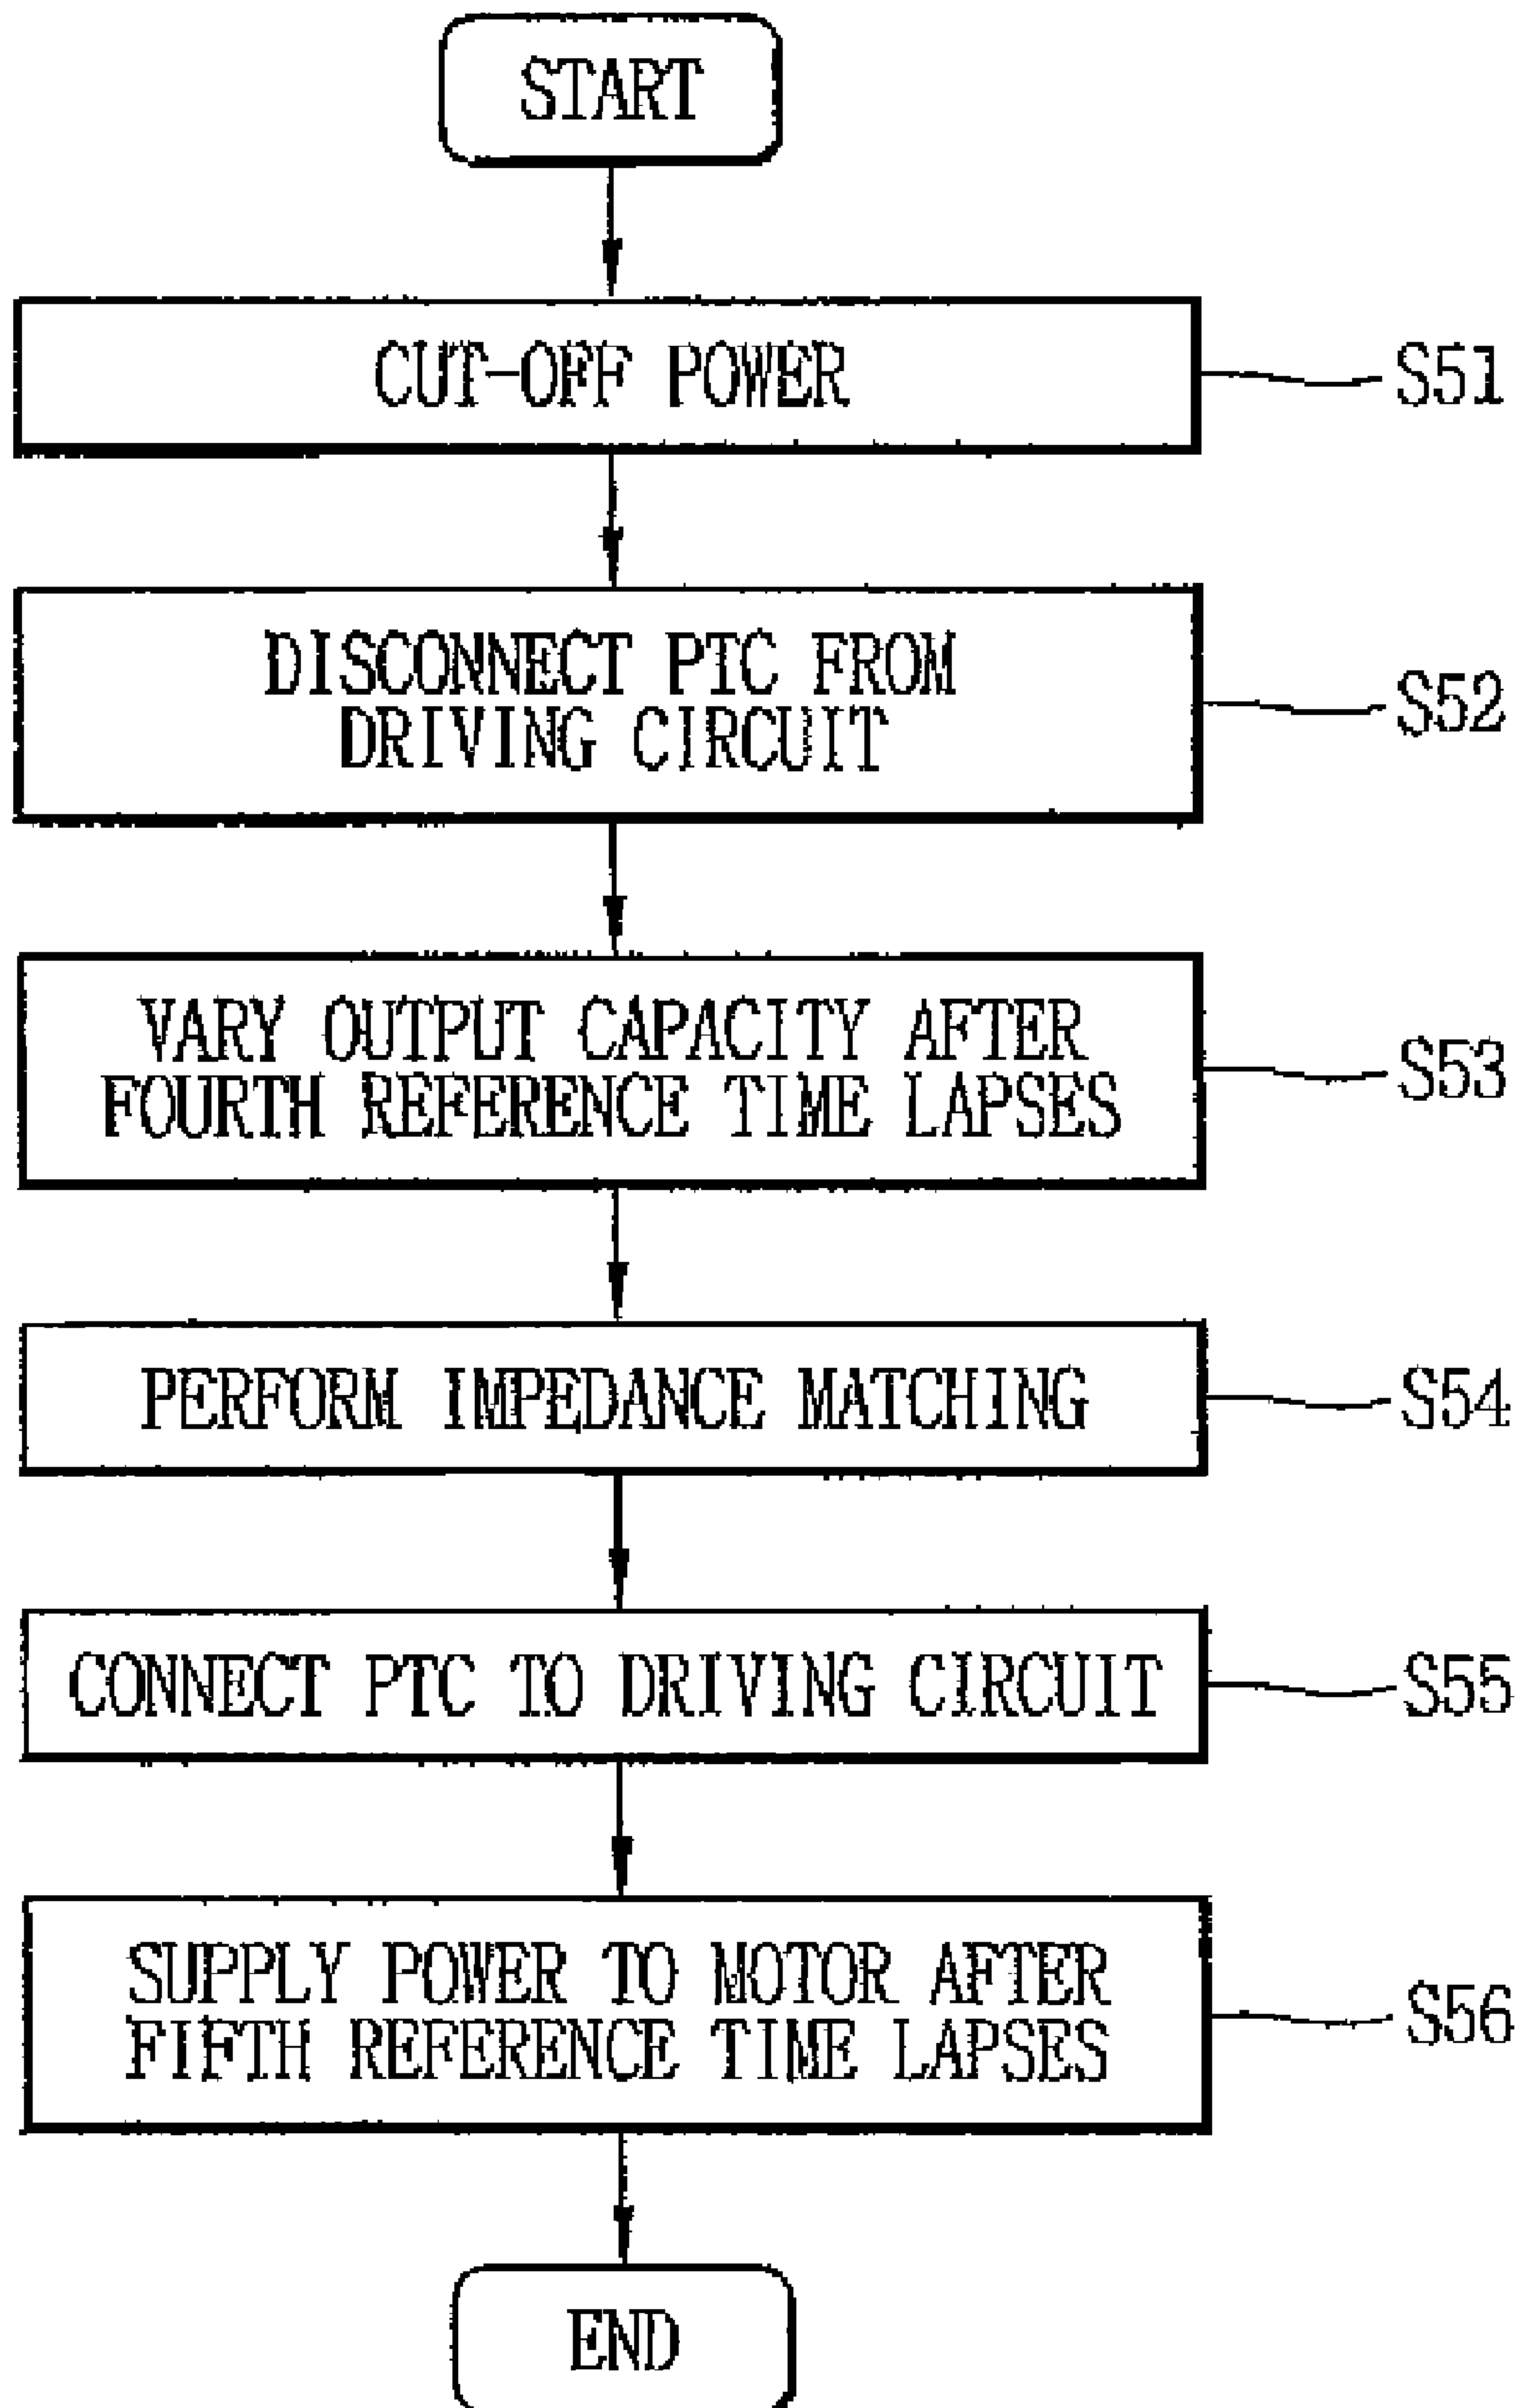 START
CUT-OFF POWER
S51
DISCONNECT PTC FROM
DRIVING CIRCUIT
S52
VARY OUTPUT CAPACITY AFTER
FOURTH REFERENCE TIME LAPSES
S53
PERFORM IMPEDANCE MATCHING
S54
CONNECT PTC TO DRIVING CIRCUIT
S55
SUPPLY POWER TO MOTOR AFTER
FIFTH REFERENCE TIME LAPSES
S56
END